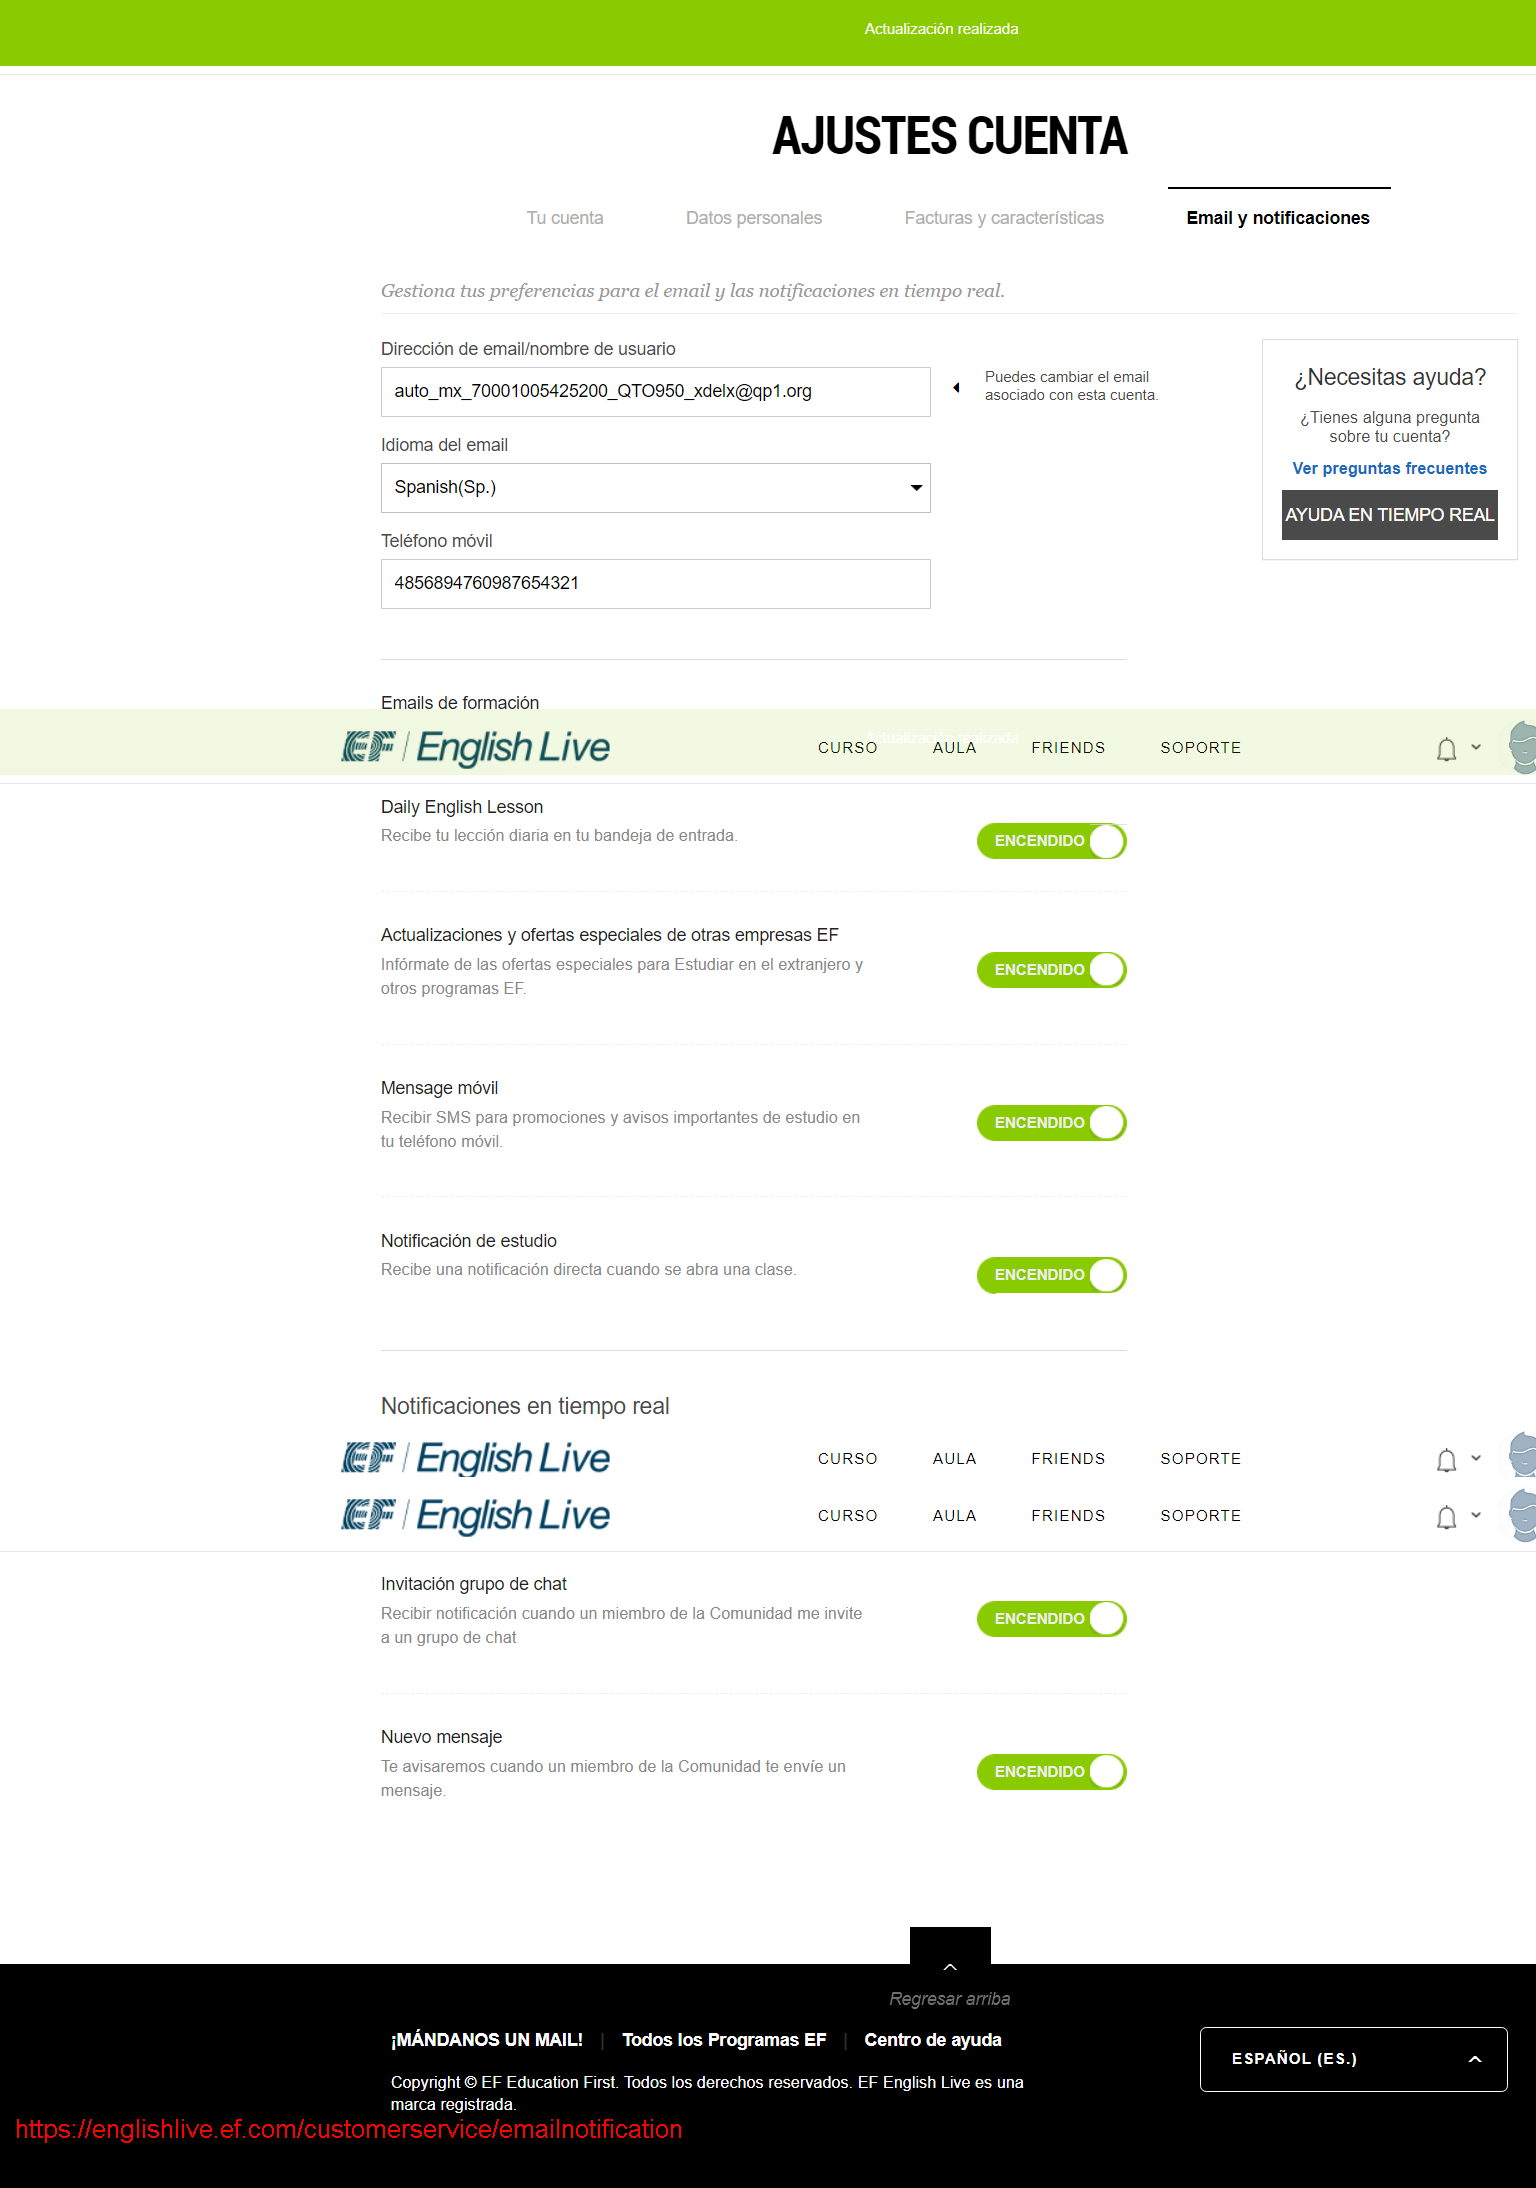 Actualización realizada
AJUSTES CUENTA
Tu cuenta
Datos personales
Facturas y características
Email y notificaciones
Gestiona tus preferencias para el email y las notificaciones en tiempo real.
Dirección de email/nombre de usuario
auto_mx_70001005425200_QTO950_xdelx@qp1.org
Puedes cambiar el email
asociado con esta cuenta.
¿Necesitas ayuda?
¿Tienes alguna pregunta
sobre tu cuenta?
Ver preguntas frecuentes
AYUDA EN TIEMPO REAL
Idioma del email
Spanish(Sp.)
Teléfono móvil
4856894760987654321
Emails de formación
EF English Live
Actualización realizada
CURSO
AULA
FRIENDS
SOPORTE
Daily English Lesson
Recibe tu lección diaria en tu bandeja de entrada.
ENCENDIDO
Actualizaciones y ofertas especiales de otras empresas EF
Infórmate de las ofertas especiales para Estudiar en el extranjero y
otros programas EF.
ENCENDIDO
Mensage móvil
Recibir SMS para promociones y avisos importantes de estudio en
tu teléfono móvil.
ENCENDIDO
Notificación de estudio
Recibe una notificación directa cuando se abra una clase.
ENCENDIDO
Notificaciones en tiempo real
EF English Live
CURSO
AULA
FRIENDS
SOPORTE
EF English Live
CURSO
AULA
FRIENDS
SOPORTE
Invitación grupo de chat
Recibir notificación cuando un miembro de la Comunidad me invite
a un grupo de chat
ENCENDIDO
Nuevo mensaje
Te avisaremos cuando un miembro de la Comunidad te envíe un
mensaje.
ENCENDIDO
Regresar arriba
¡MÁNDANOS UN MAIL!
Todos los Programas EF
Centro de ayuda
ESPAÑOL (ES.)
Copyright © EF Education First. Todos los derechos reservados. EF English Live es una
marca registrada.
https://englishlive.ef.com/customerservice/emailnotification